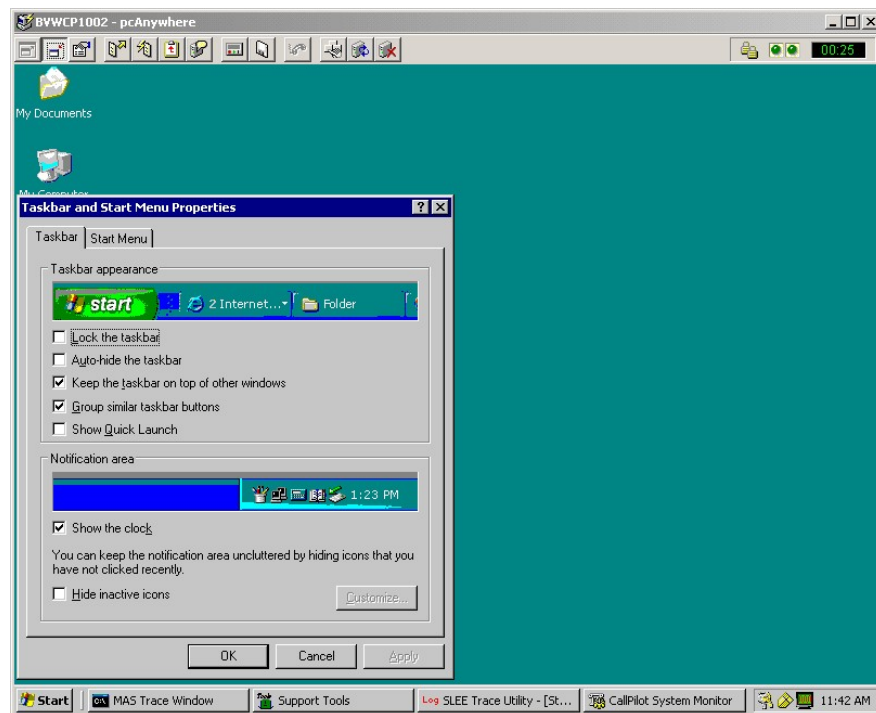 BVWCP1002 - pcAnywhere
00:25
My Documents
My Computer
Taskbar and Start Menu Properties
Taskbar
Start Menu
Taskbar appearance
start
2 Internet...
Folder
Lock the taskbar
Auto-hide the taskbar
Keep the taskbar on top of other windows
Group similar taskbar buttons
Show Quick Launch
Notification area
1:23 PM
Show the clock
You can keep the notification area uncluttered by hiding icons that you
have not clicked recently.
Hide inactive icons
Customize...
OK Cancel Apply
Start MAS Trace Window Support Tools Log SLEE Trace Utility - [St... CallPilot System Monitor 11:42 AM